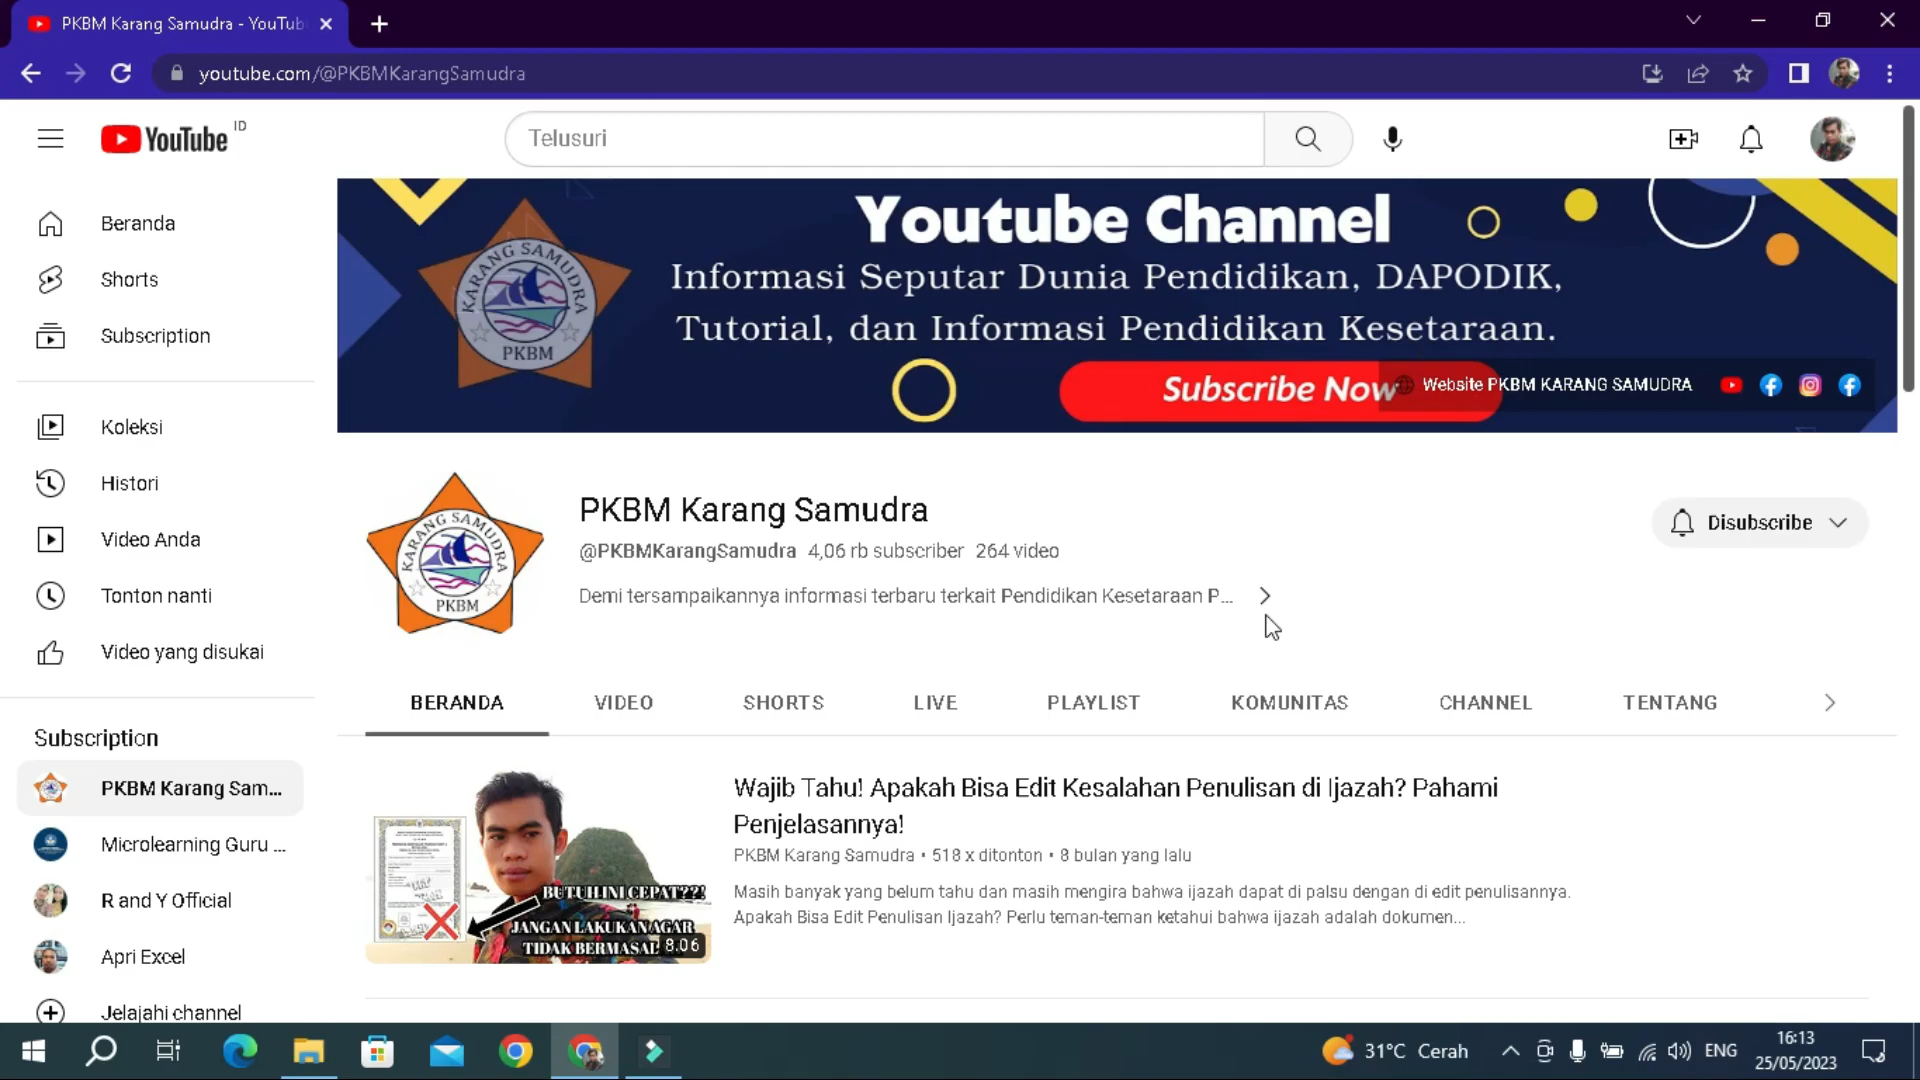 PKBM Karang Samudra - YouTub
youtube.com/@PKBMKarangSamudra
YouTube ID
Telusuri
Beranda
Shorts
Subscription
Koleksi
Histori
Video Anda
Tonton nanti
Video yang disukai
Subscription
PKBM Karang Sam...
Microlearning Guru ...
R and Y Official
Apri Excel
Jelajahi channel
KARANG SAMUDRA
PKBM
Youtube Channel
Informasi Seputar Dunia Pendidikan, DAPODIK,
Tutorial, dan Informasi Pendidikan Kesetaraan.
Subscribe Now
Website PKBM KARANG SAMUDRA
KARANG SAMUDRA
PKBM
PKBM Karang Samudra
@PKBMKarangSamudra 4,06 rb subscriber 264 video
Demi tersampaikannya informasi terbaru terkait Pendidikan Kesetaraan P...
Disubscribe
BERANDA VIDEO SHORTS LIVE PLAYLIST KOMUNITAS CHANNEL TENTANG
BUTUH INI CEPAT??!
JANGAN LAKUKAN AGAR
TIDAK BERMASAL
8.06
Wajib Tahu! Apakah Bisa Edit Kesalahan Penulisan di Ijazah? Pahami
Penjelasannya!
PKBM Karang Samudra • 518 x ditonton • 8 bulan yang lalu
Masih banyak yang belum tahu dan masih mengira bahwa ijazah dapat di palsu dengan di edit penulisannya.
Apakah Bisa Edit Penulisan Ijazah? Perlu teman-teman ketahui bahwa ijazah adalah dokumen...
31°C Cerah
ENG
16:13
25/05/2023